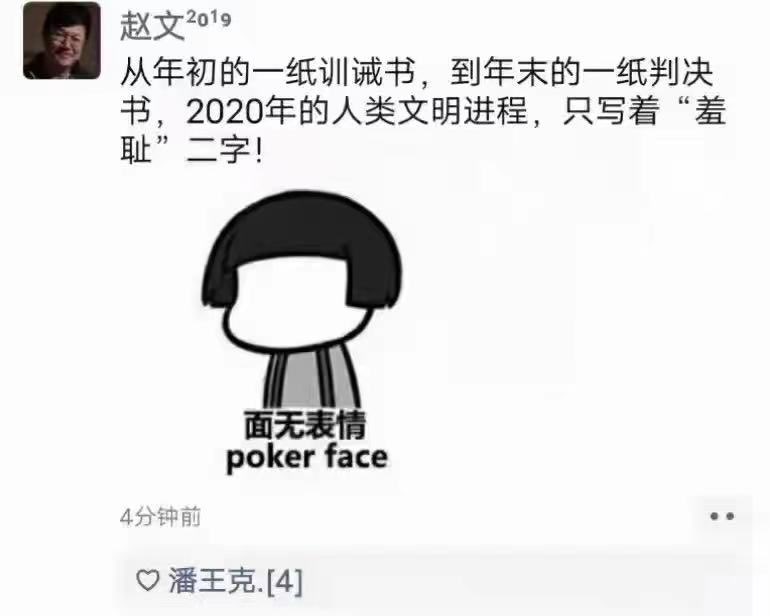 赵文²⁰¹⁹
从年初的一纸训诫书，到年末的一纸判决
书，2020年的人类文明进程，只写着“羞
耻”二字！
面无表情
poker face
4分钟前
潘王克.[4]